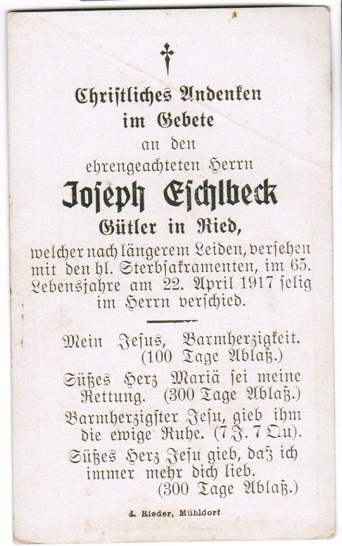 Christliches Andenken
im Gebete
an den
ehrengeachteten Herrn
Joseph Eschlbeck
Gütler in Ried,
welcher nach längerem Leiden, versehen
mit den hl. Sterbsakramenten, im 65.
Lebensjahre am 22. April 1917 selig
im Herrn verschied.
Mein Jesus, Barmherzigkeit.
(100 Tage Ablaß.)
Süßes Herz Mariä sei meine
Rettung. (300 Tage Ablaß.)
Barmherzigster Jesu, gieb ihm
die ewige Ruhe. (7 J. 7 Qu).
Süßes Herz Jesu gieb, daß ich
immer mehr dich lieb.
(300 Tage Ablaß.)
A. Rieder, Mühldorf